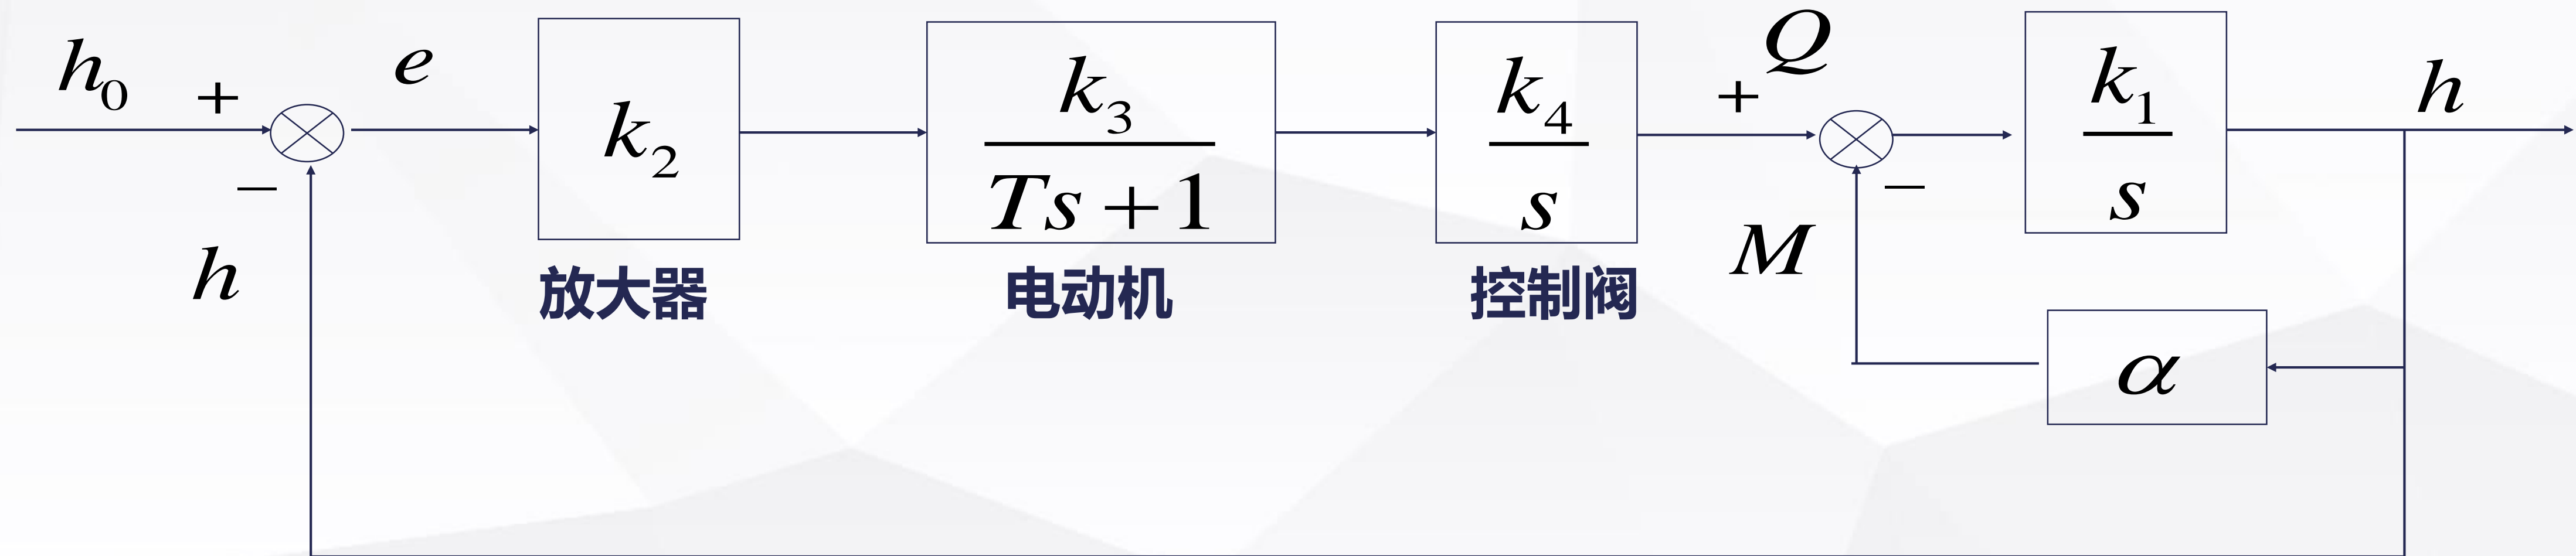 h₀ + e k₂ k₃ / Ts + 1 k₄ / s + Q k₁ / s h
− h
放大器 电动机 控制阀
− M
α